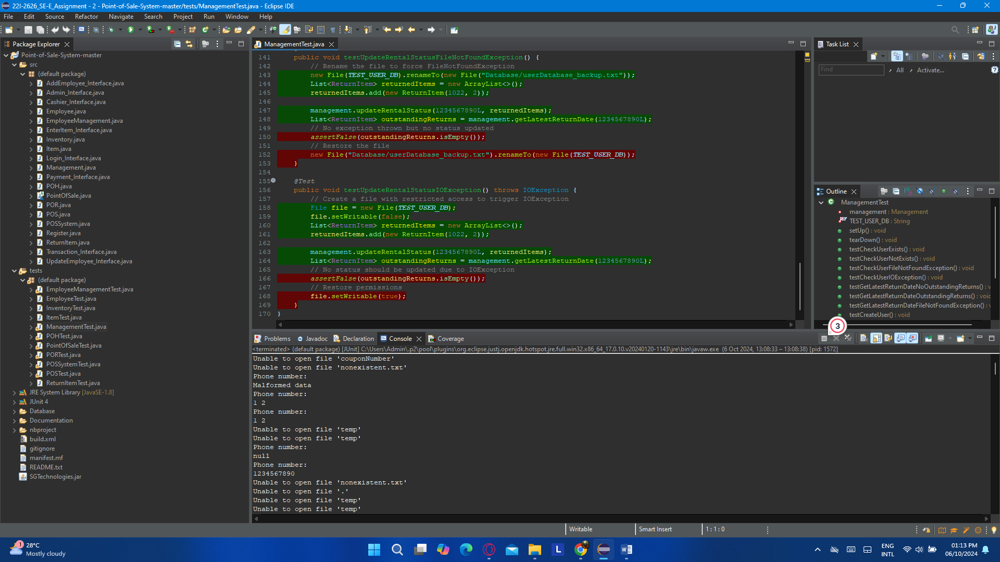 22I-2626_SE-E_Assignment - 2 - Point-of-Sale-System-master/tests/ManagementTest.java - Eclipse IDE
File Edit Source Refactor Navigate Search Project Run Window Help
Package Explorer
Point-of-Sale-System-master
src
(default package)
AddEmployee_Interface.java
Admin_Interface.java
Cashier_Interface.java
Employee.java
EmployeeManagement.java
EnterItem_Interface.java
Inventory.java
Item.java
Login_Interface.java
Management.java
Payment_Interface.java
POH.java
PointOfSale.java
POR.java
POS.java
POSSystem.java
Register.java
ReturnItem.java
Transaction_Interface.java
UpdateEmployee_Interface.java
tests
(default package)
EmployeeManagementTest.java
EmployeeTest.java
InventoryTest.java
ItemTest.java
ManagementTest.java
POHTest.java
PointOfSaleTest.java
PORTest.java
POSSystemTest.java
POSTest.java
ReturnItemTest.java
JRE System Library [JavaSE-1.8]
JUnit 4
Database
Documentation
nbproject
build.xml
gitignore
manifest.mf
README.txt
SGTechnologies.jar
ManagementTest.java
141 public void testUpdateRentalStatusFileNotFoundException() {
142 // Rename the file to force FileNotFoundException
143 new File(TEST_USER_DB).renameTo(new File("Database/userDatabase_backup.txt"));
144 List<ReturnItem> returnedItems = new ArrayList<>();
145 returnedItems.add(new ReturnItem(1022, 2));
146
147 management.updateRentalStatus(1234567890L, returnedItems);
148 List<ReturnItem> outstandingReturns = management.getLatestReturnDate(1234567890L);
149 // No exception thrown but no status updated
150 assertFalse(outstandingReturns.isEmpty());
151 // Restore the file
152 new File("Database/userDatabase_backup.txt").renameTo(new File(TEST_USER_DB));
153 }
154
155 @Test
156 public void testUpdateRentalStatusIOException() throws IOException {
157 // Create a file with restricted access to trigger IOException
158 File file = new File(TEST_USER_DB);
159 file.setWritable(false);
160 List<ReturnItem> returnedItems = new ArrayList<>();
161 returnedItems.add(new ReturnItem(1022, 2));
162
163 management.updateRentalStatus(1234567890L, returnedItems);
164 List<ReturnItem> outstandingReturns = management.getLatestReturnDate(1234567890L);
165 // No status should be updated due to IOException
166 assertFalse(outstandingReturns.isEmpty());
167 // Restore permissions
168 file.setWritable(true);
169 }
170 }
Task List
Find All Activate...
Outline
ManagementTest
management : Management
TEST_USER_DB : String
setUp() : void
tearDown() : void
testCheckUserExists() : void
testCheckUserNotExists() : void
testCheckUserFileNotFoundException() : void
testCheckUserIOException() : void
testGetLatestReturnDateNoOutstandingReturns() : v
testGetLatestReturnDateOutstandingReturns() : voic
testGetLatestReturnDateFileNotFoundException() : v
testCreateUser() : void
3
Problems Javadoc Declaration Console Coverage
<terminated> (default package) [JUnit] C:\Users\Admin\.p2\pool\plugins\org.eclipse.justj.openjdk.hotspot.jre.full.win32.x86_64_17.0.10.v20240120-1143\jre\bin\javaw.exe (6 Oct 2024, 13:08:33 – 13:08:38) [pid: 1572]
Unable to open file 'couponNumber'
Unable to open file 'nonexistent.txt'
Phone number:
Malformed data
Phone number:
1 2
Phone number:
1 2
Unable to open file 'temp'
Unable to open file 'temp'
Phone number:
null
Phone number:
1234567890
Unable to open file 'nonexistent.txt'
Unable to open file '.'
Unable to open file 'temp'
Unable to open file 'temp'
Writable Smart Insert 1 : 1 : 0
1
28°C
Mostly cloudy
ENG
INTL
01:13 PM
06/10/2024